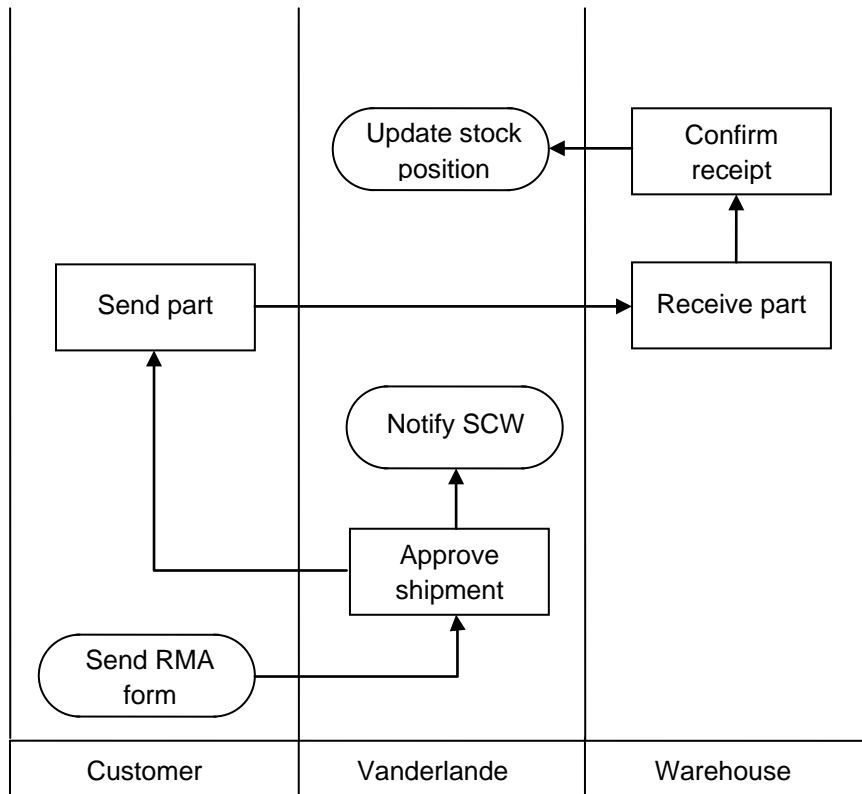 Update stock
position
Confirm
receipt
Send part
Receive part
Notify SCW
Approve
shipment
Send RMA
form
Customer
Vanderlande
Warehouse